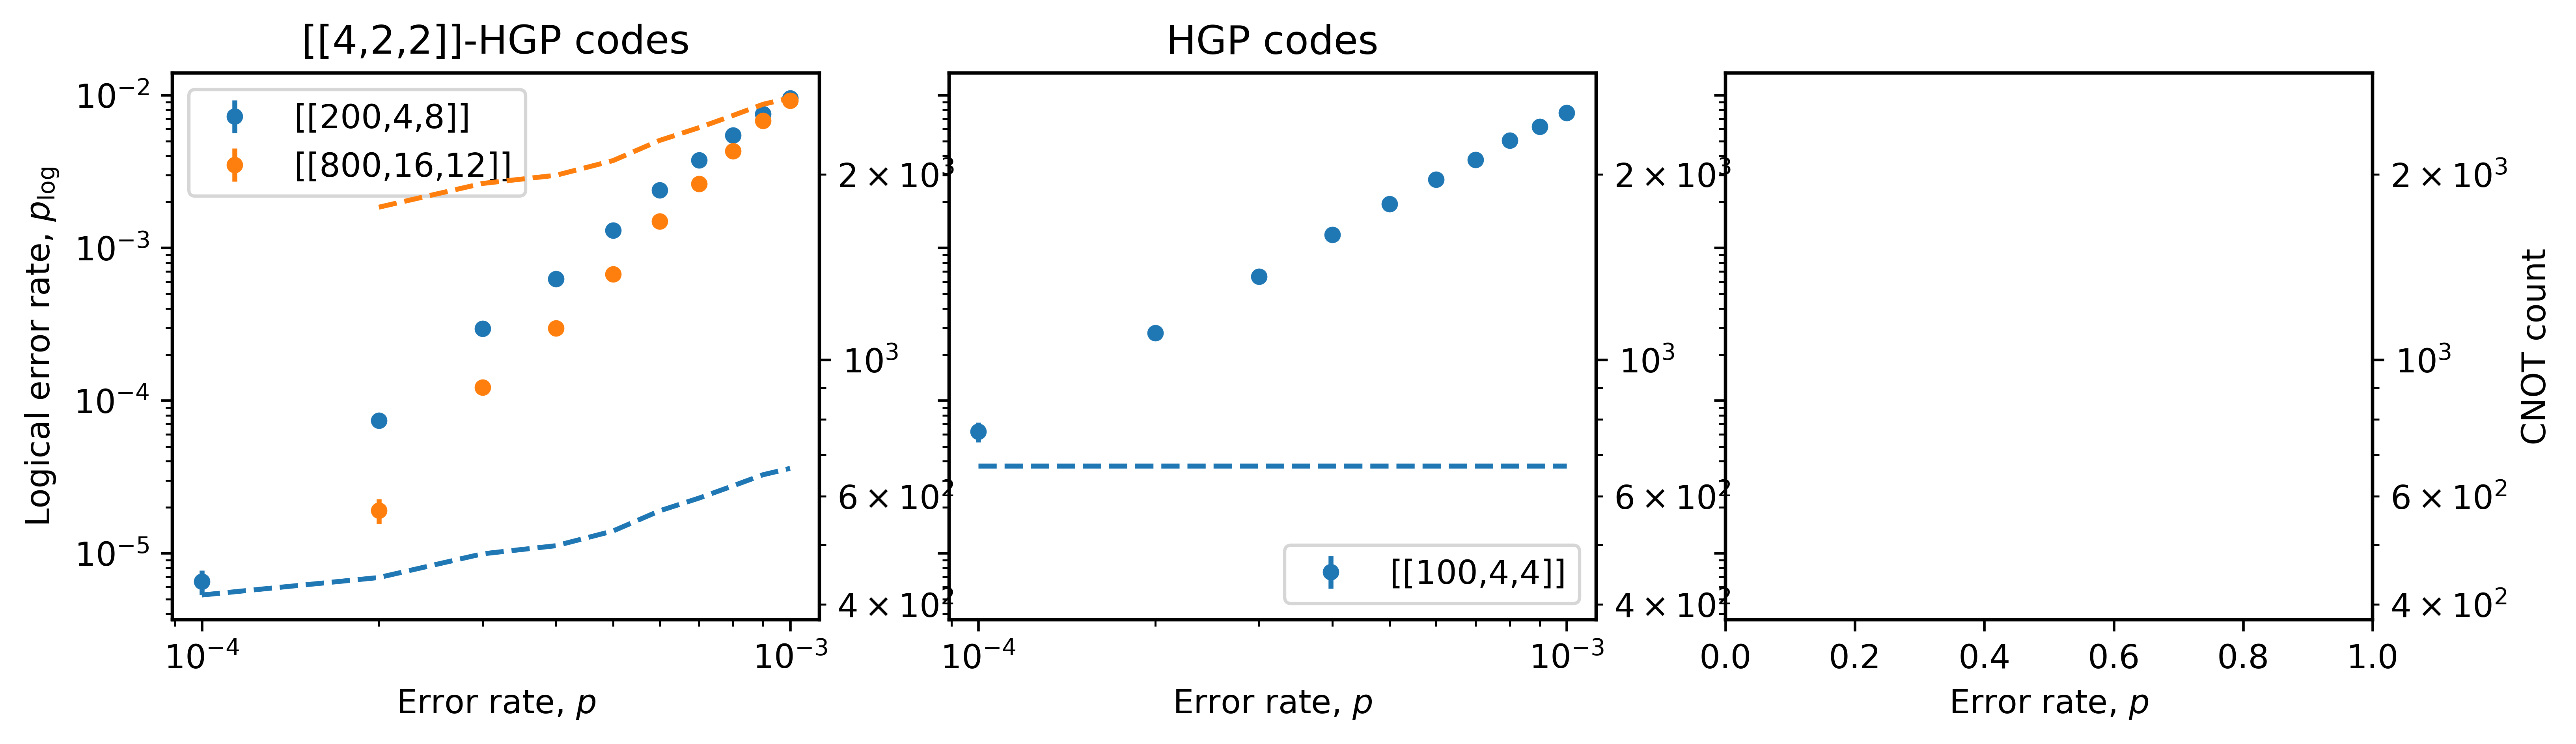 [[4,2,2]]-HGP codes
HGP codes
Logical error rate, p_log
10^−2
10^−3
10^−4
10^−5
[[200,4,8]]
[[800,16,12]]
2×10^3
10^3
6×10^2
4×10^2
10^−4
10^−3
Error rate, p
[[100,4,4]]
2×10^3
10^3
6×10^2
4×10^2
10^−4
10^−3
Error rate, p
2×10^3
10^3
6×10^2
4×10^2
CNOT count
0.0 0.2 0.4 0.6 0.8 1.0
Error rate, p